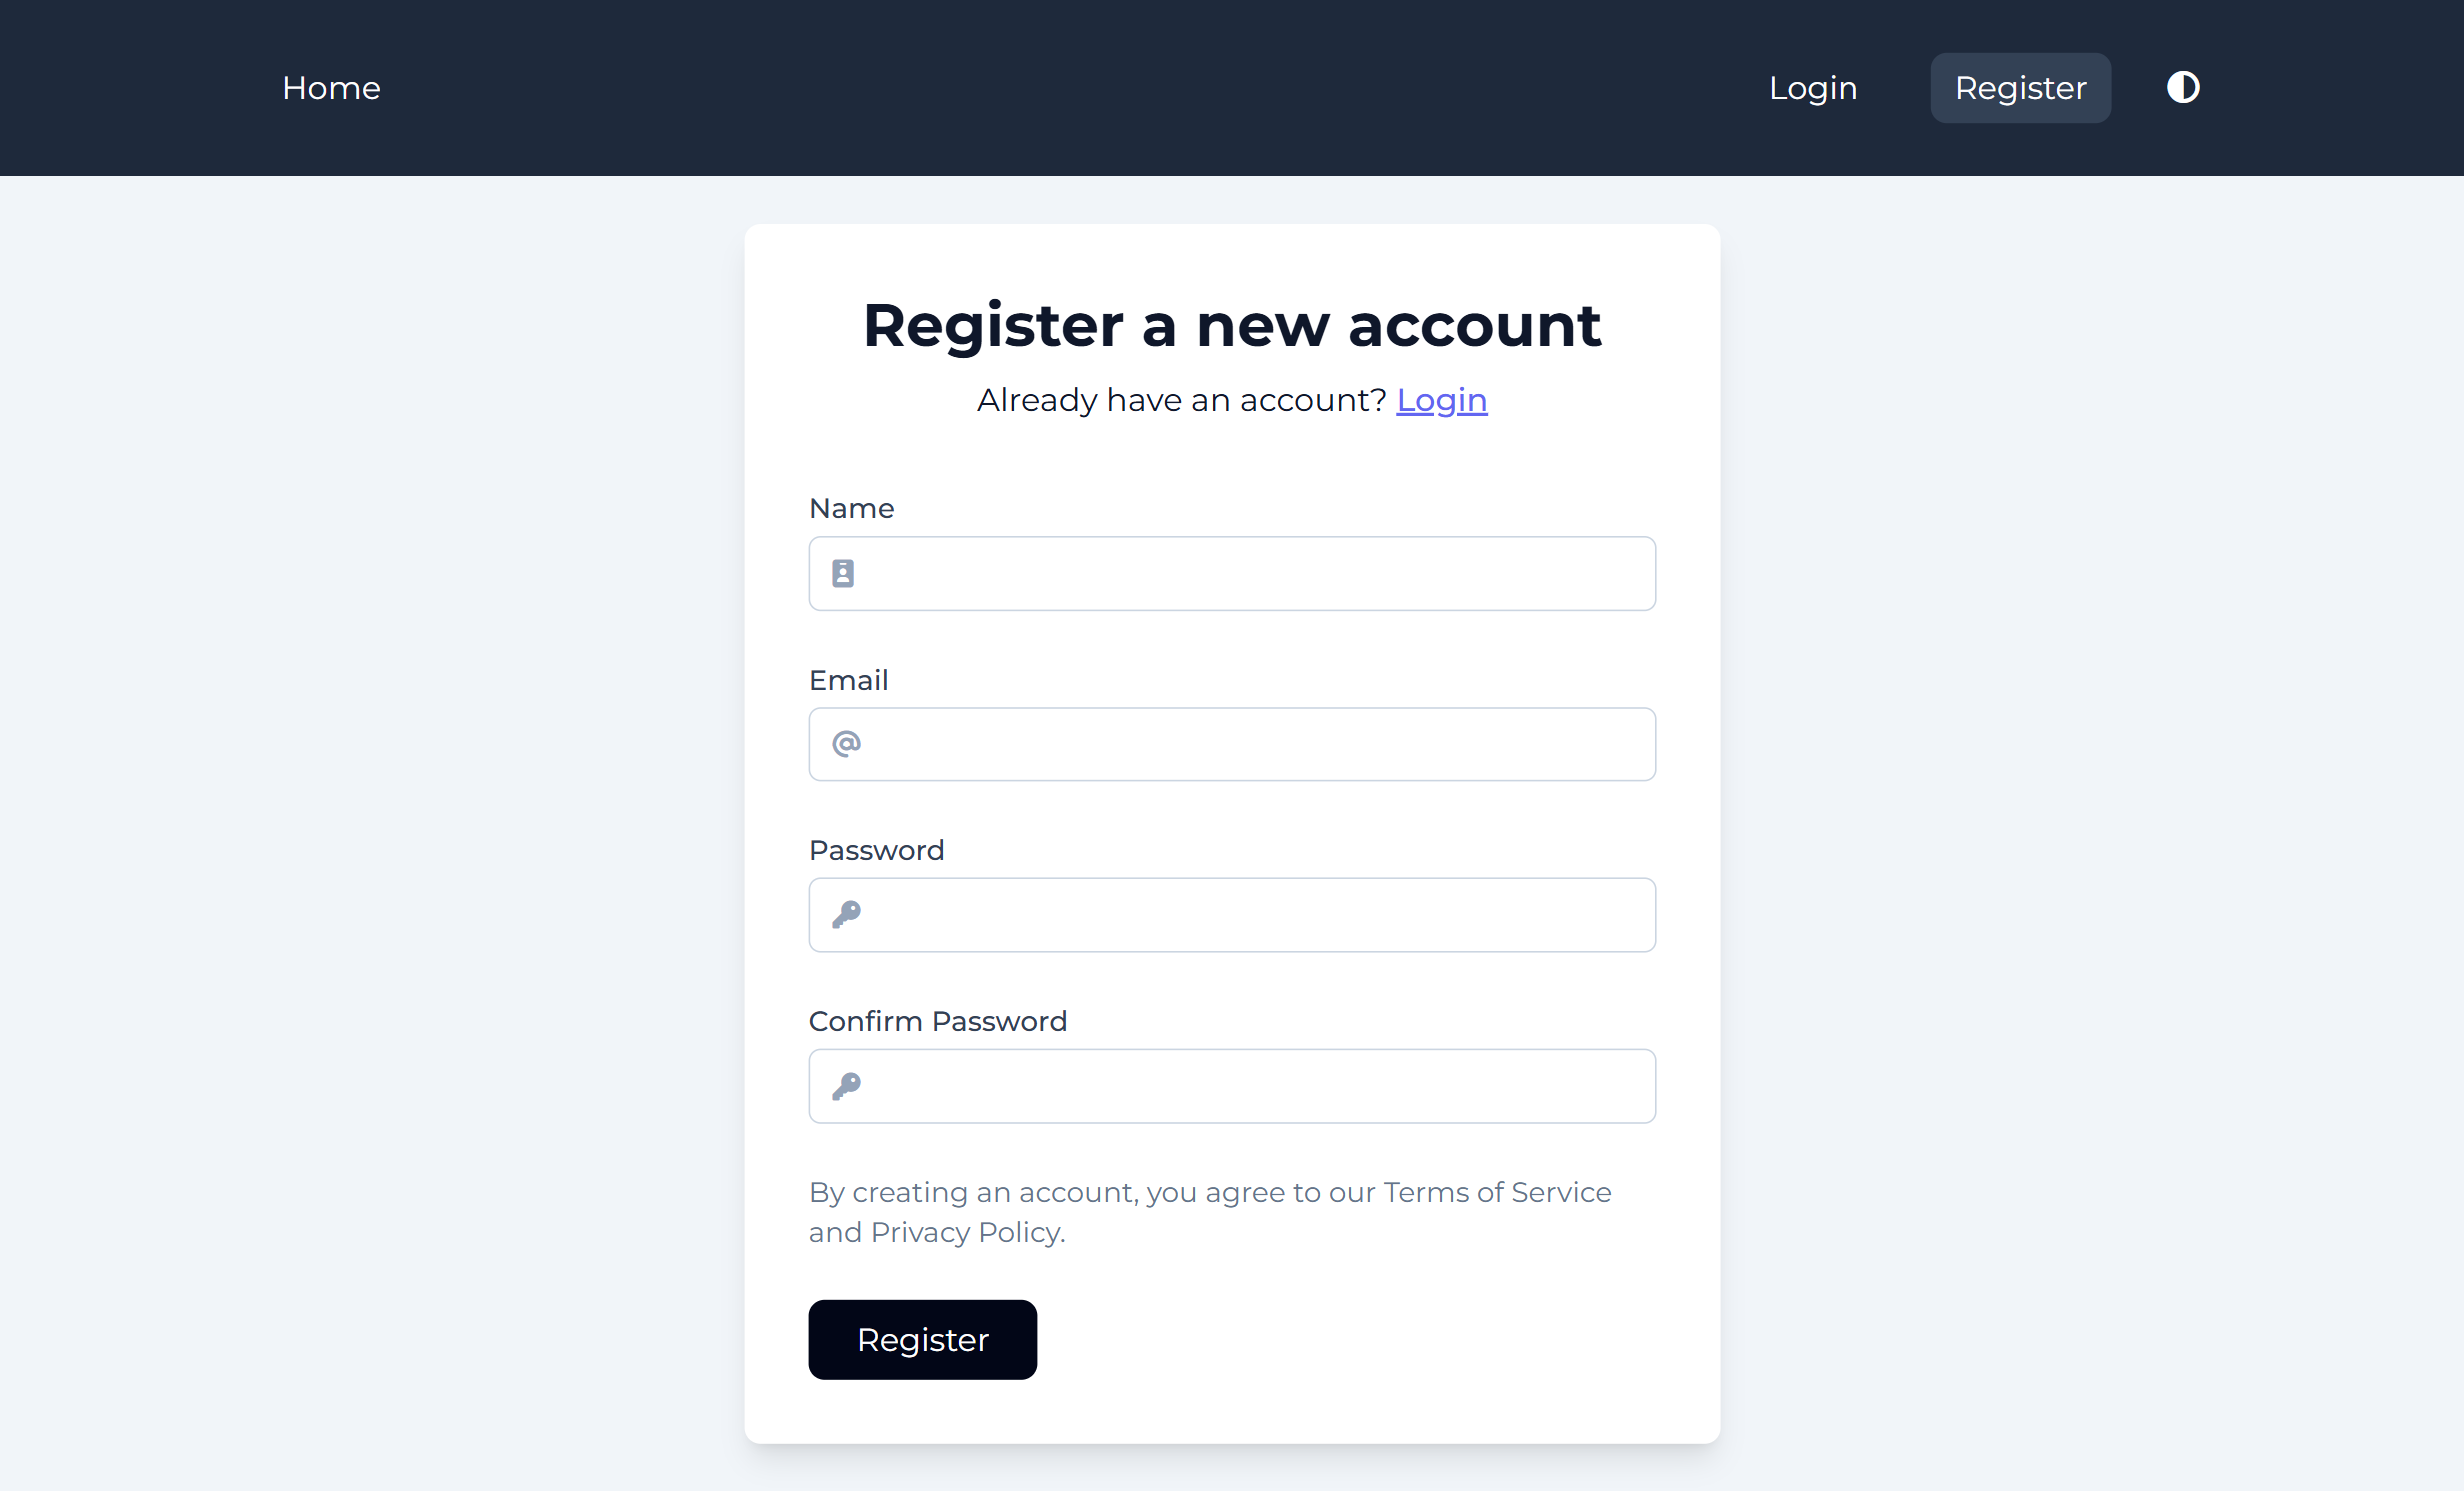 Home
Login
Register
Register a new account
Already have an account? Login
Name
Email
Password
Confirm Password
By creating an account, you agree to our Terms of Service
and Privacy Policy.
Register